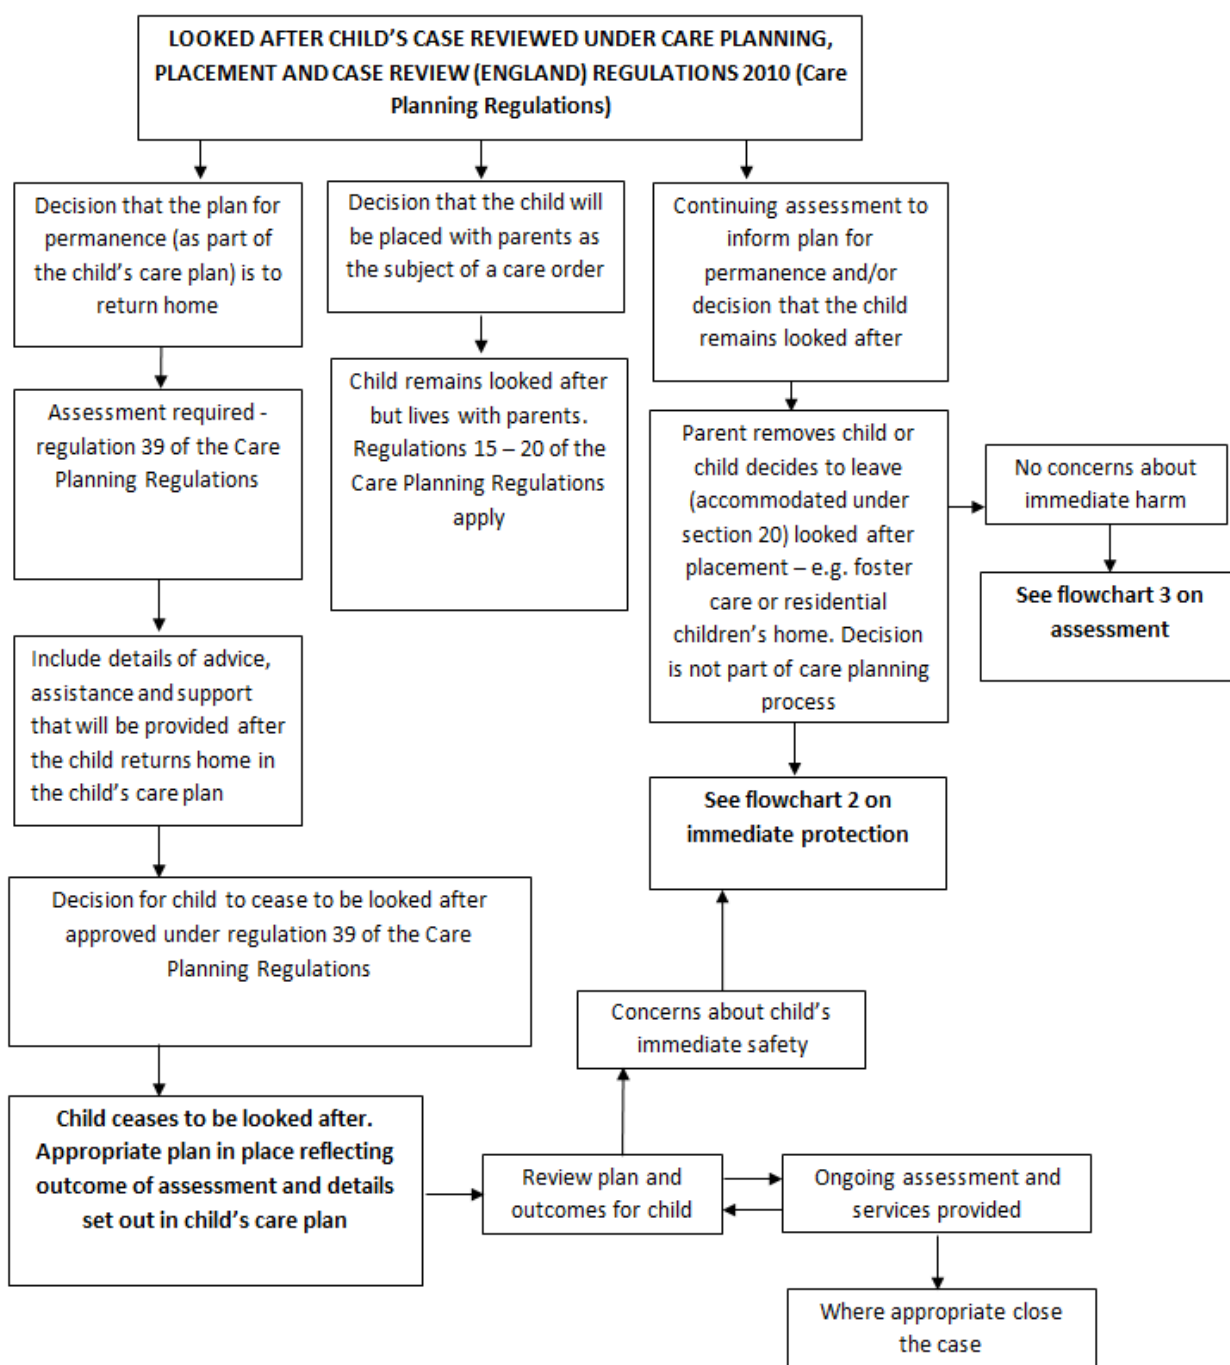 LOOKED AFTER CHILD’S CASE REVIEWED UNDER CARE PLANNING,
PLACEMENT AND CASE REVIEW (ENGLAND) REGULATIONS 2010 (Care
Planning Regulations)
Decision that the plan for
permanence (as part of
the child’s care plan) is to
return home
Decision that the child will
be placed with parents as
the subject of a care order
Continuing assessment to
inform plan for
permanence and/or
decision that the child
remains looked after
Assessment required -
regulation 39 of the Care
Planning Regulations
Child remains looked after
but lives with parents.
Regulations 15 – 20 of the
Care Planning Regulations
apply
Parent removes child or
child decides to leave
(accommodated under
section 20) looked after
placement – e.g. foster
care or residential
children’s home. Decision
is not part of care planning
process
No concerns about
immediate harm
See flowchart 3 on
assessment
Include details of advice,
assistance and support
that will be provided after
the child returns home in
the child’s care plan
See flowchart 2 on
immediate protection
Decision for child to cease to be looked after
approved under regulation 39 of the Care
Planning Regulations
Concerns about child’s
immediate safety
Child ceases to be looked after.
Appropriate plan in place reflecting
outcome of assessment and details
set out in child’s care plan
Review plan and
outcomes for child
Ongoing assessment and
services provided
Where appropriate close
the case